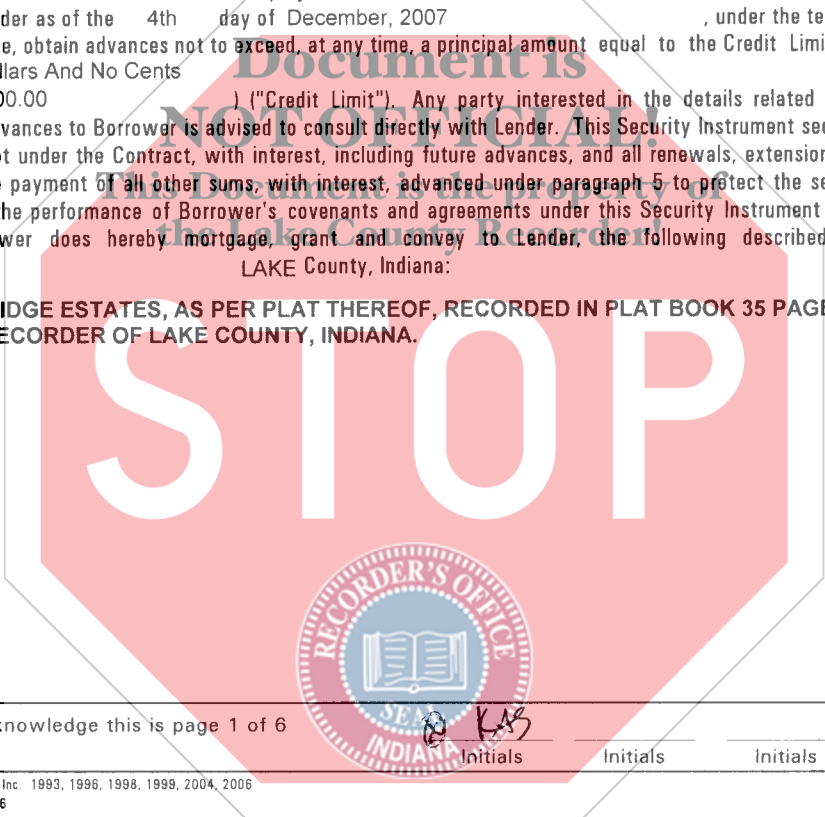 der as of the 4th day of December, 2007 , under the te
e, obtain advances not to exceed, at any time, a principal amount equal to the Credit Limi
llars And No Cents
Document is
00.00 ) ("Credit Limit"). Any party interested in the details related
NOT OFFICIAL!
vances to Borrower is advised to consult directly with Lender. This Security Instrument sec
t under the Contract, with interest, including future advances, and all renewals, extension
This Document is the property of
e payment of all other sums, with interest, advanced under paragraph 5 to protect the se
he performance of Borrower's covenants and agreements under this Security Instrument
the Lake County Recorder!
wer does hereby mortgage, grant and convey to Lender, the following described
LAKE County, Indiana:
IDGE ESTATES, AS PER PLAT THEREOF, RECORDED IN PLAT BOOK 35 PAGE
ECORDER OF LAKE COUNTY, INDIANA.
STOP
RECORDER'S OFFICE
SEAL
INDIANA
knowledge this is page 1 of 6
KAS
Initials Initials Initials
Inc. 1993, 1996, 1998, 1999, 2004, 2006
6